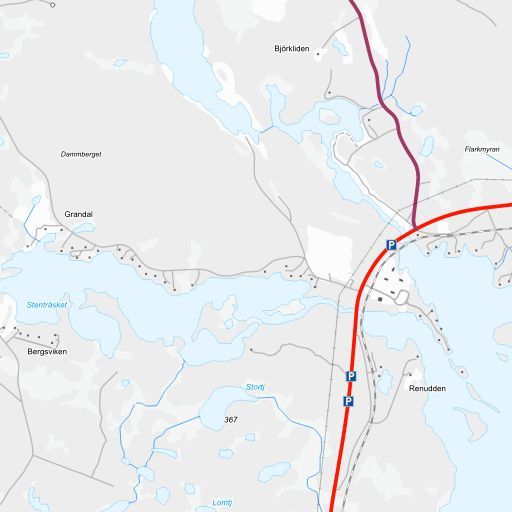 Björkliden
Dammberget
Flarkmyran
Grandal
P
Stenträsket
Bergsviken
P
Stortj.
Renudden
P
367
Lomtj.